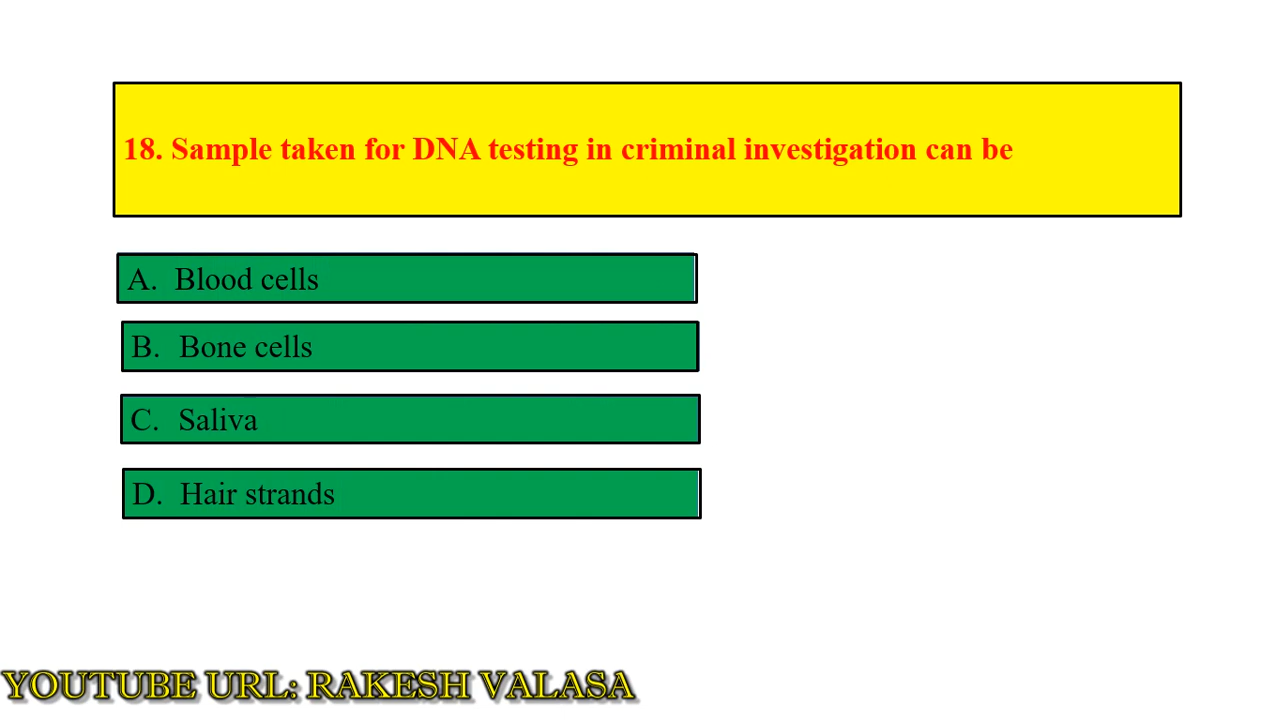 18. Sample taken for DNA testing in criminal investigation can be
A. Blood cells
B. Bone cells
C. Saliva
D. Hair strands
YOUTUBE URL: RAKESH VALASA